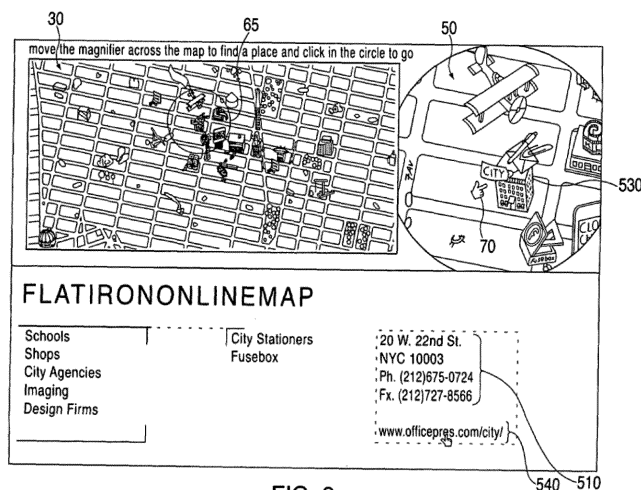 30
65
50
move the magnifier across the map to find a place and click in the circle to go
CITY
530
70
FLATIRONONLINEMAP
Schools
Shops
City Agencies
Imaging
Design Firms
City Stationers
Fusebox
20 W. 22nd St.
NYC 10003
Ph. (212)675-0724
Fx. (212)727-8566
www.officepres.com/city/
540
510